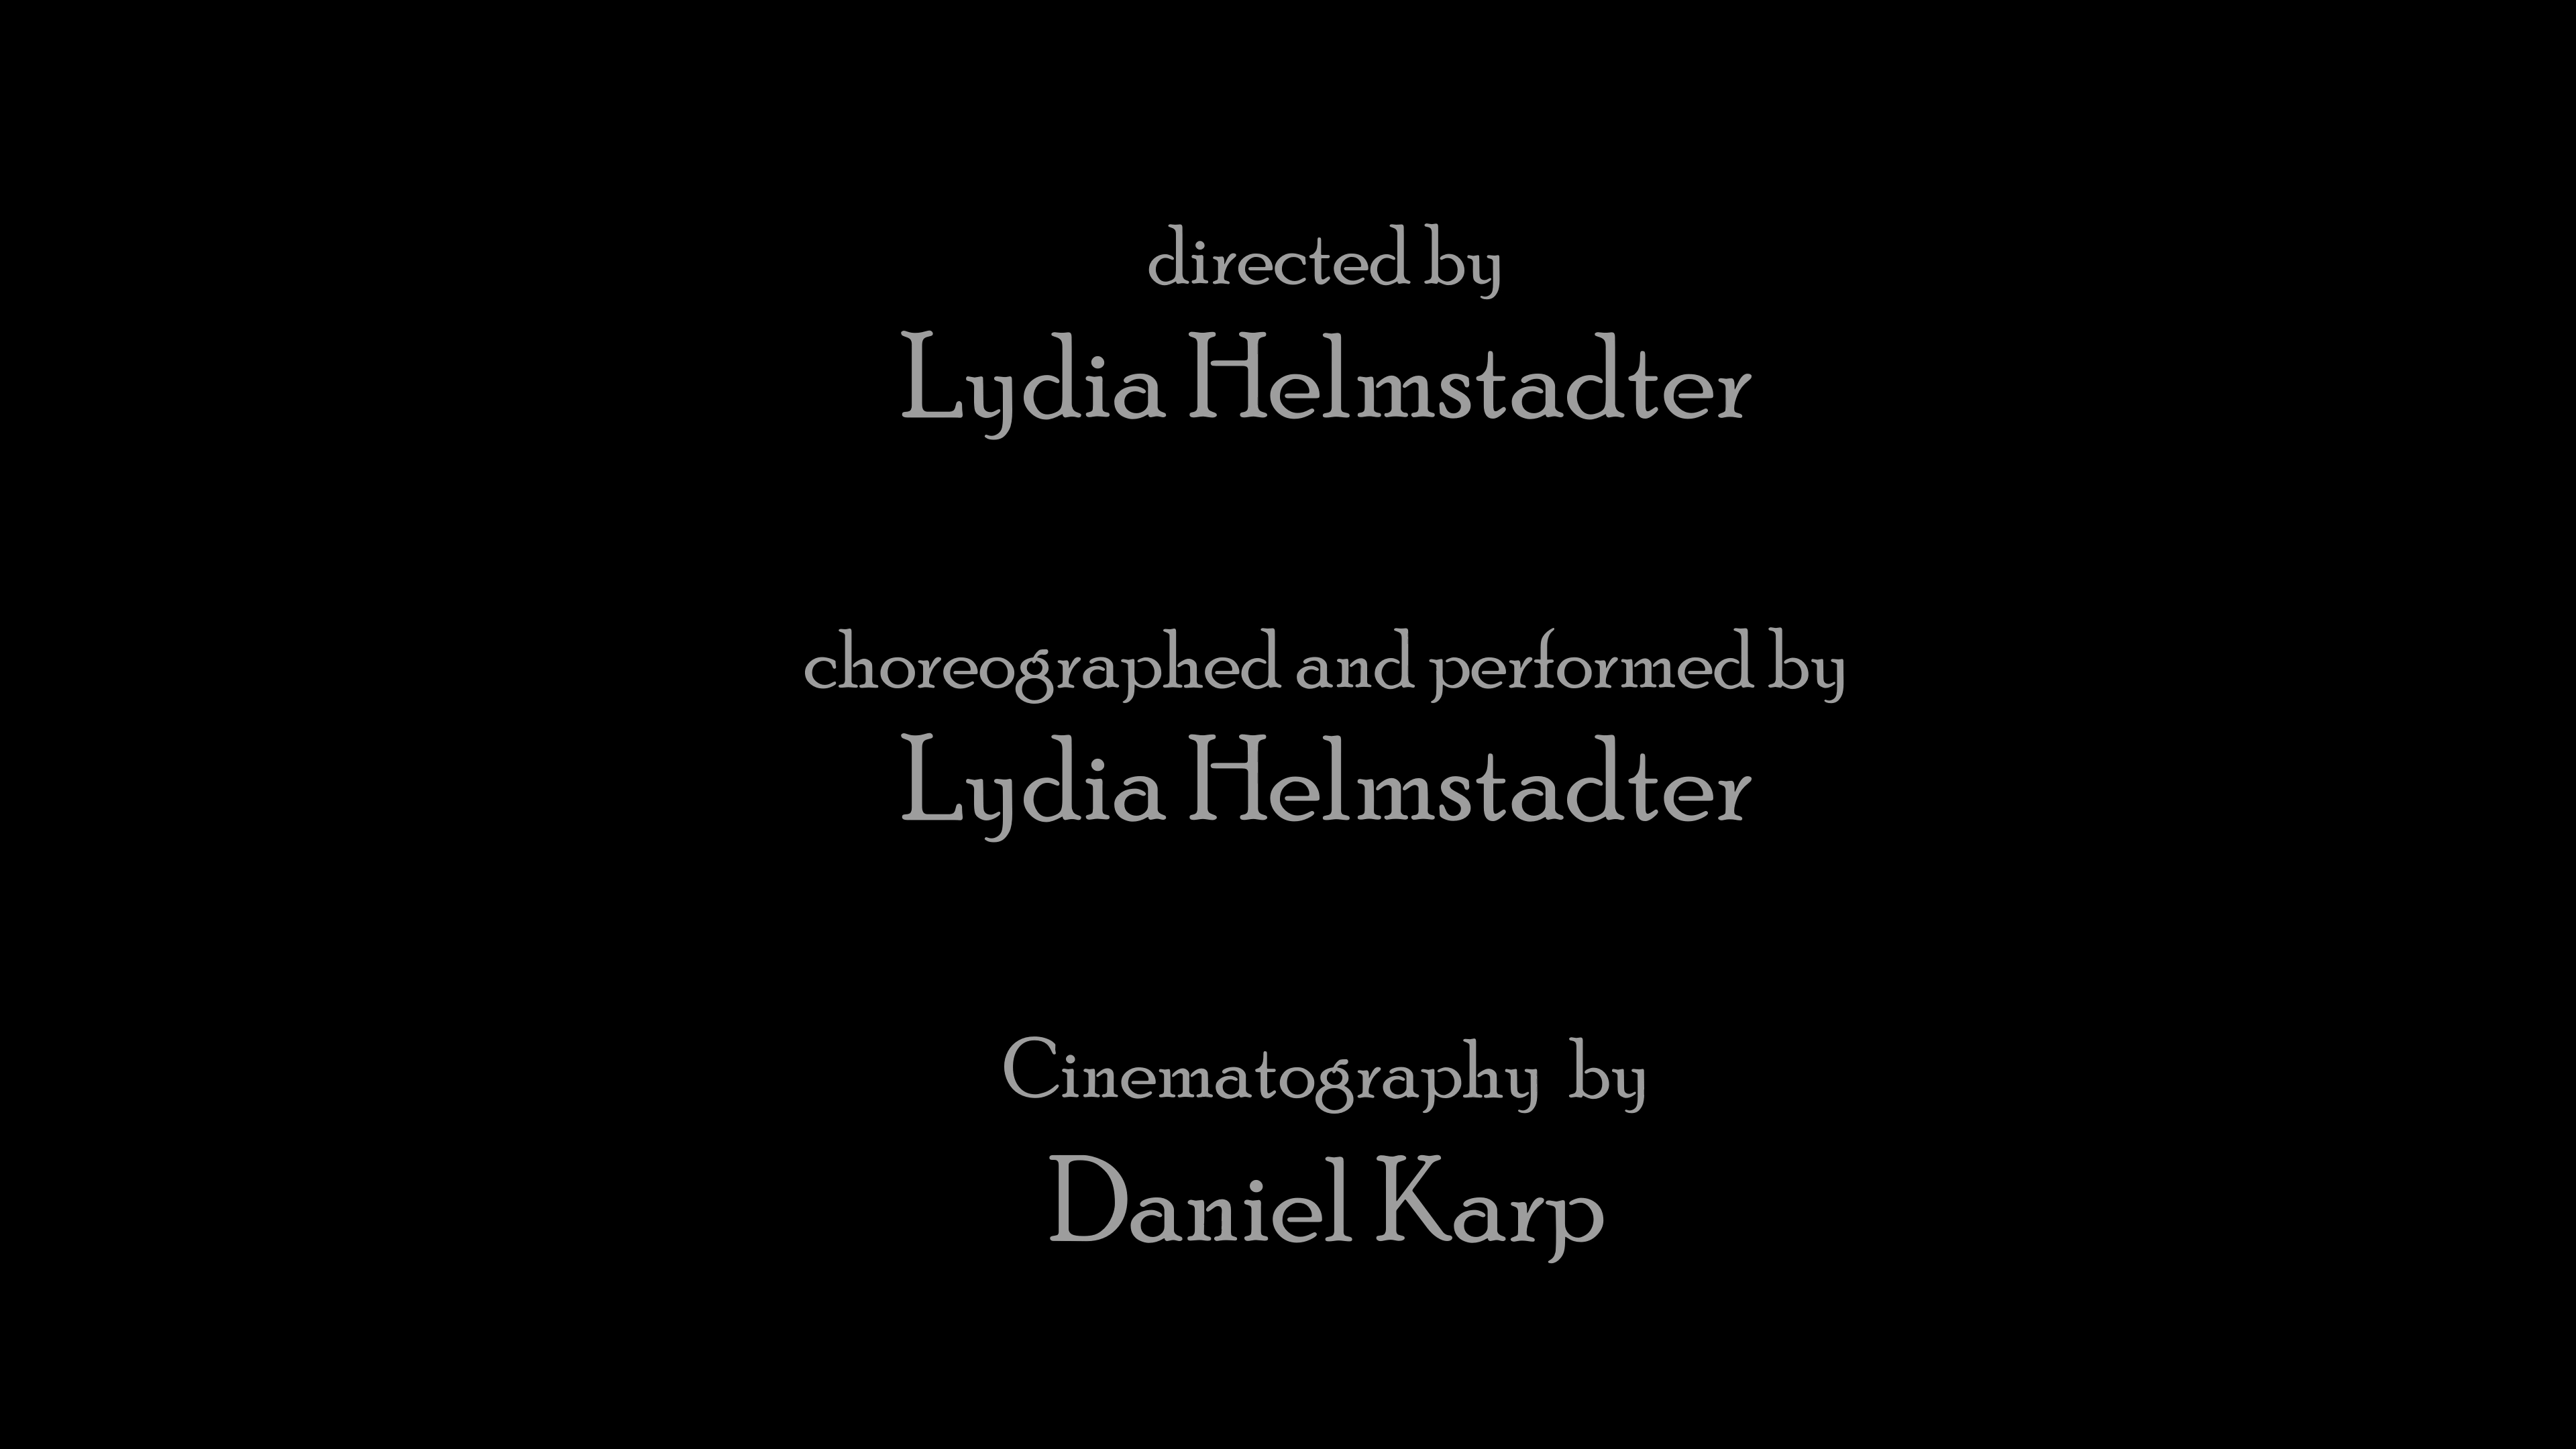 directed by
Lydia Helmstadter
choreographed and performed by
Lydia Helmstadter
Cinematography by
Daniel Karp